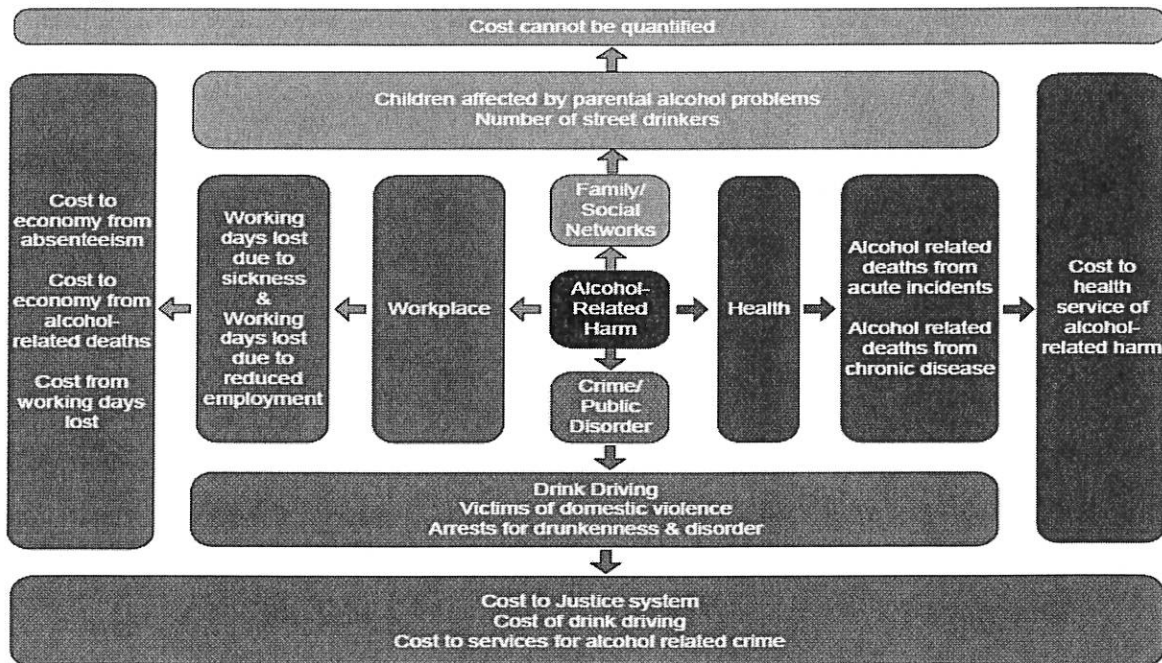 Cost cannot be quantified
Children affected by parental alcohol problems
Number of street drinkers
Cost to
economy from
absenteeism
Cost to
economy from
alcohol-
related deaths
Cost from
working days
lost
Working
days lost
due to
sickness
&
Working
days lost
due to
reduced
employment
Workplace
Family/
Social
Networks
Alcohol-
Related
Harm
Crime/
Public
Disorder
Health
Alcohol related
deaths from
acute incidents
Alcohol related
deaths from
chronic disease
Cost to
health
service of
alcohol-
related harm
Drink Driving
Victims of domestic violence
Arrests for drunkenness & disorder
Cost to Justice system
Cost of drink driving
Cost to services for alcohol related crime